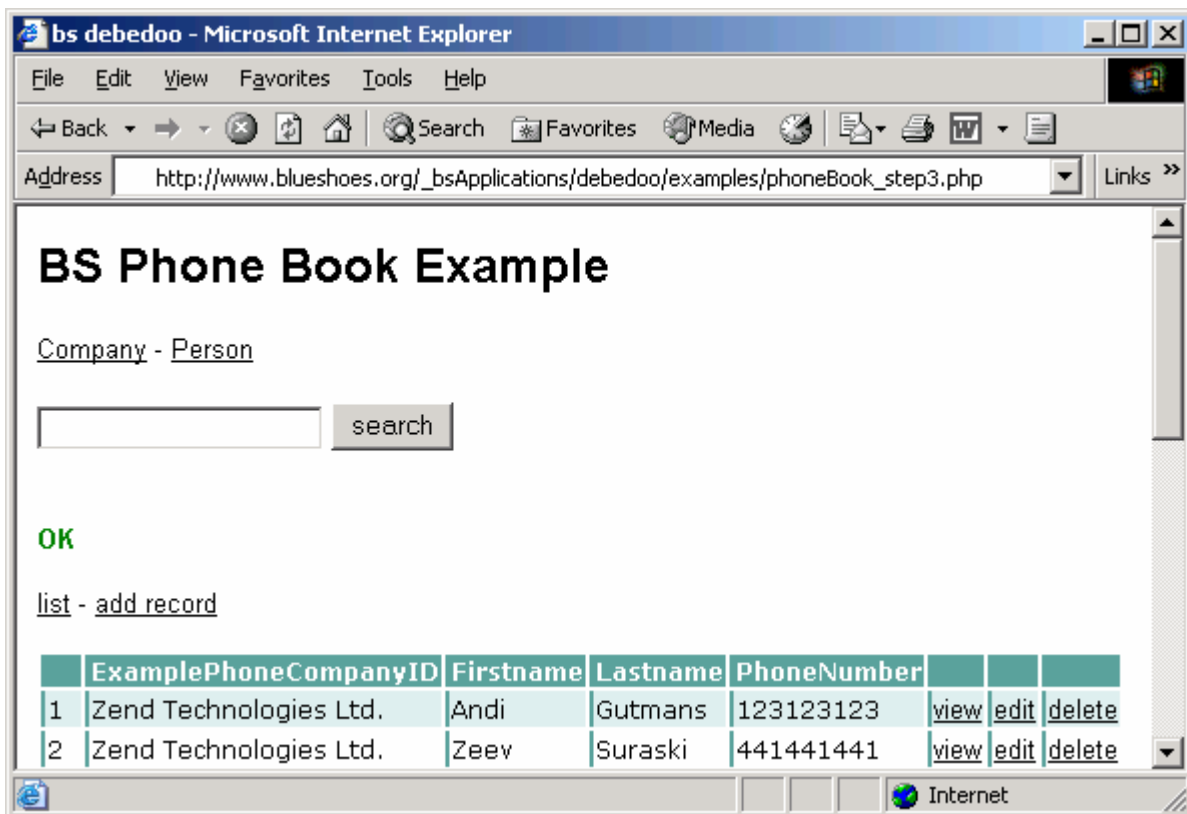 bs debedoo - Microsoft Internet Explorer
File Edit View Favorites Tools Help
Back Search Favorites Media W
Address http://www.blueshoes.org/_bsApplications/debedoo/examples/phoneBook_step3.php Links »
BS Phone Book Example
Company - Person
search
OK
list - add record
ExamplePhoneCompanyID Firstname Lastname PhoneNumber
1 Zend Technologies Ltd. Andi Gutmans 123123123 view edit delete
2 Zend Technologies Ltd. Zeev Suraski 441441441 view edit delete
Internet